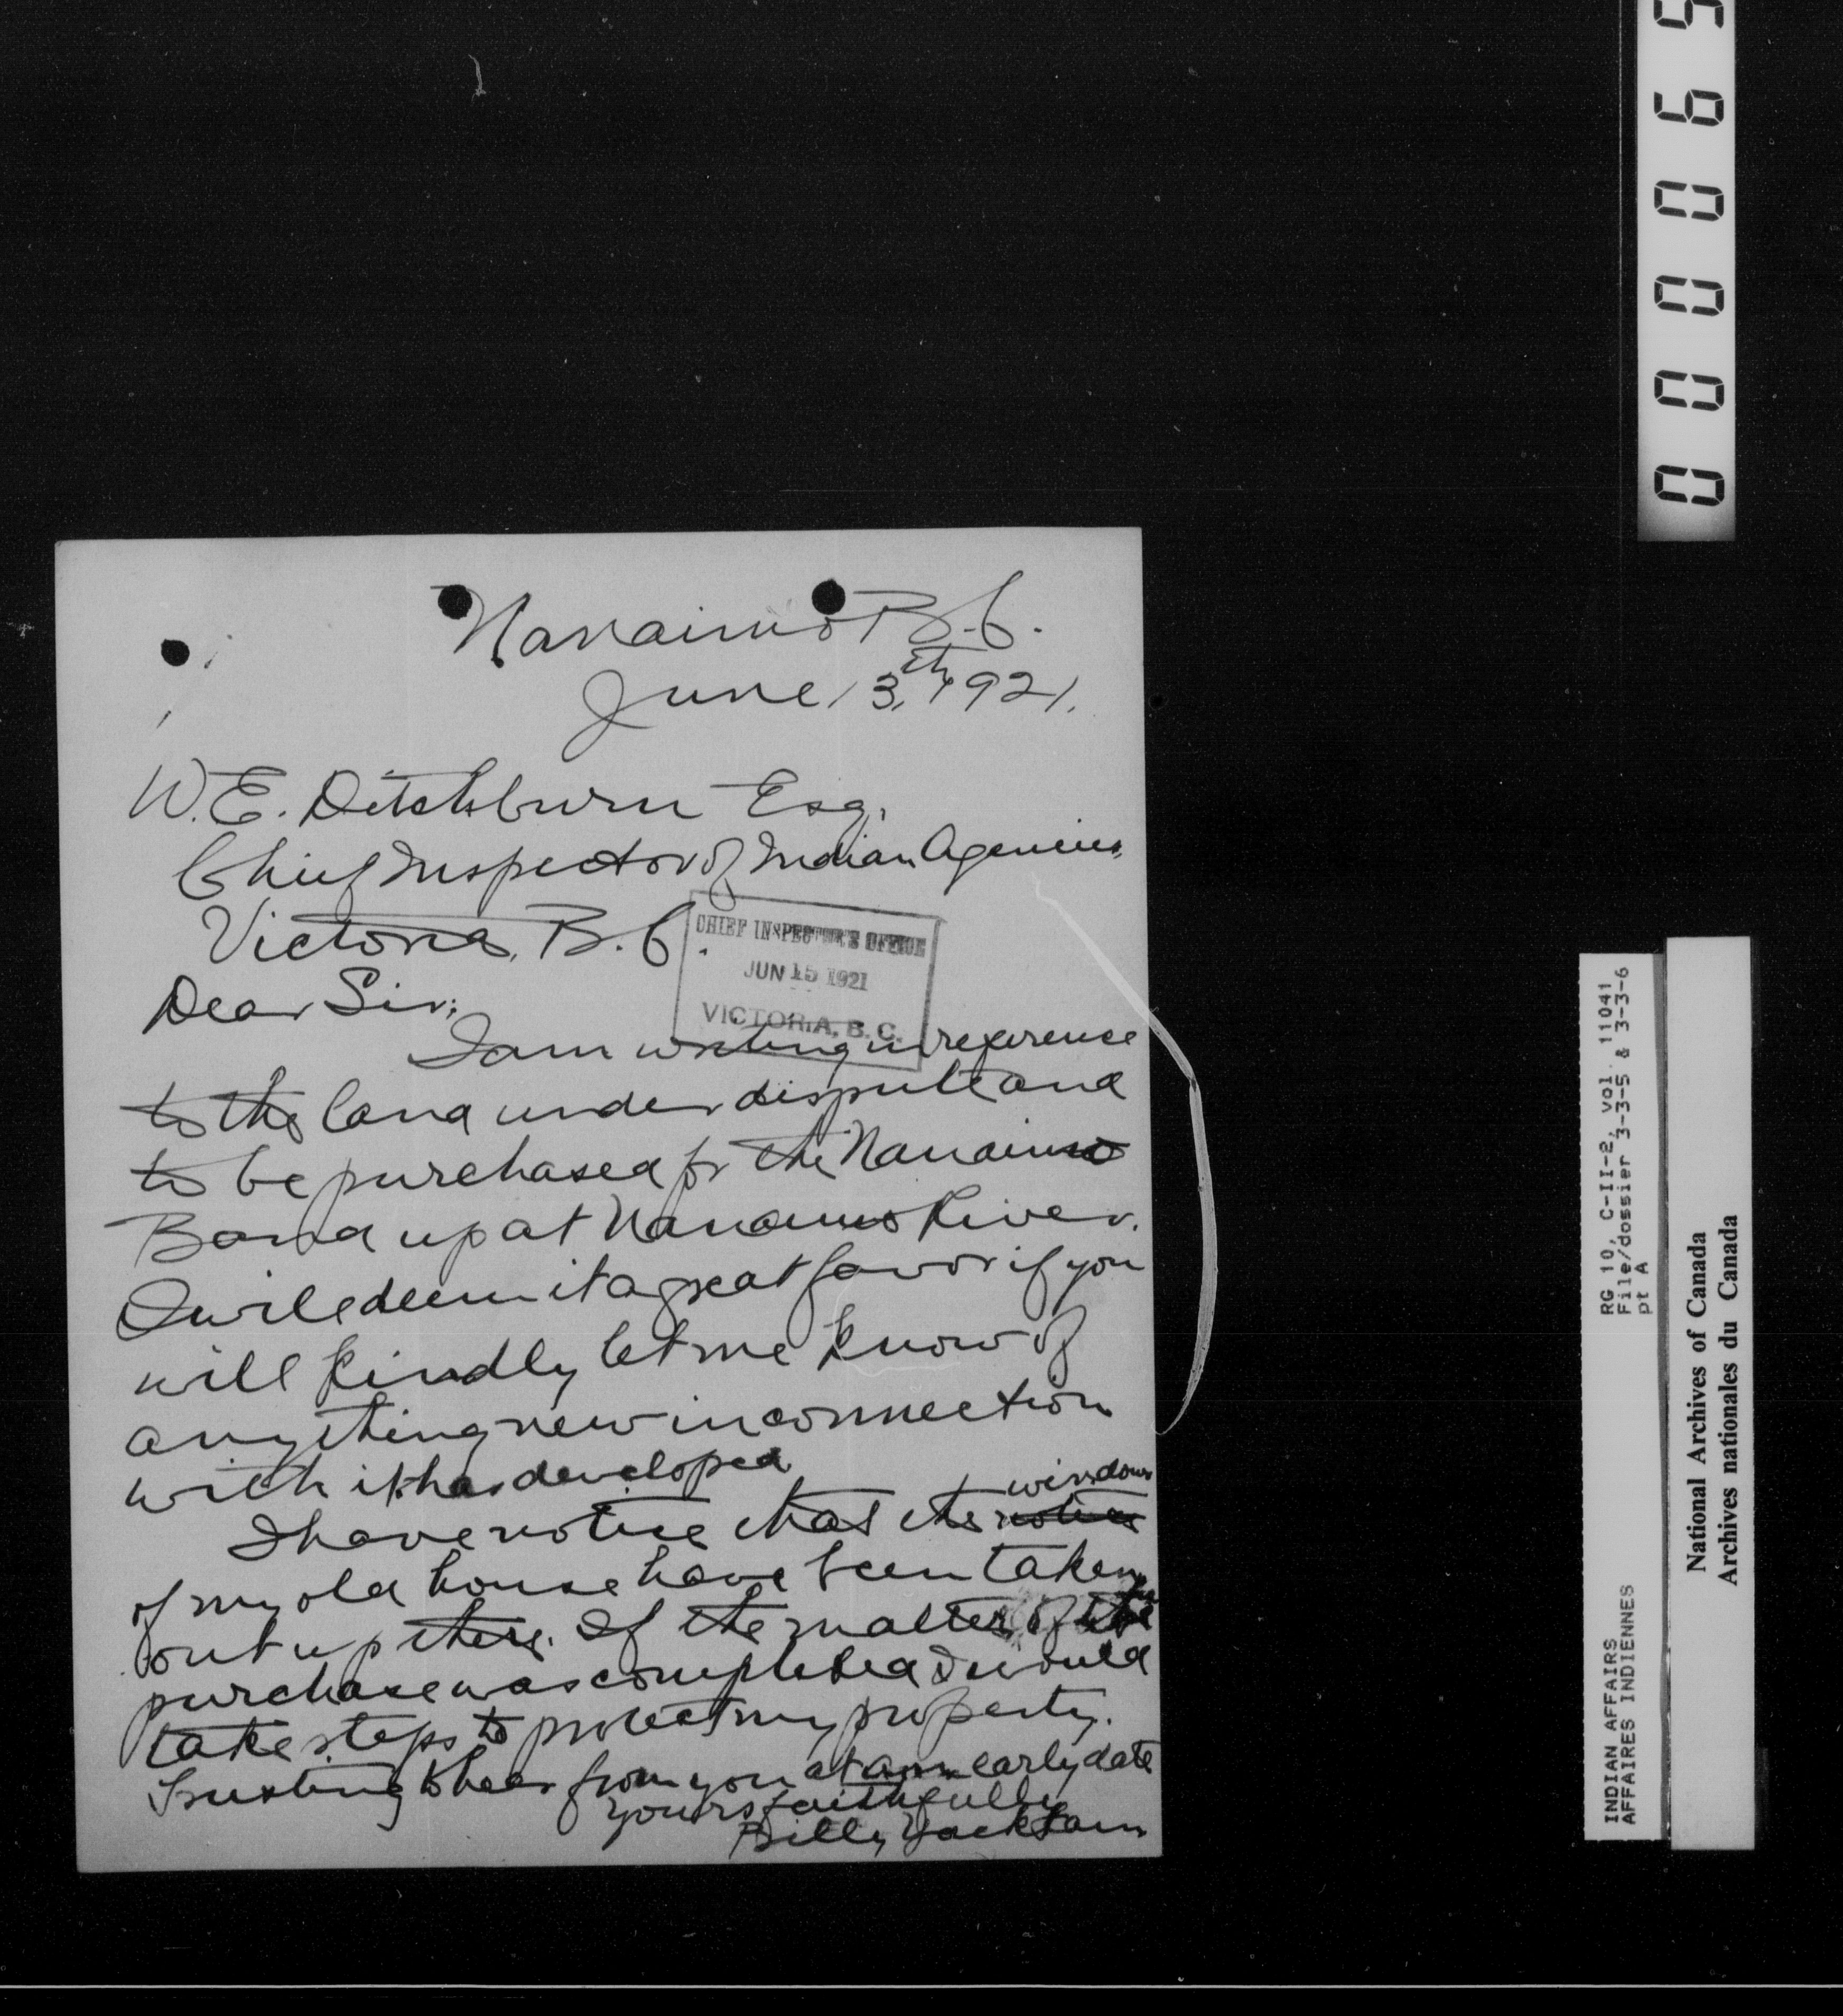 Nanaimo B.C.
June 13th, 1921.
W.E. Ditchburn Esq,
Chief Inspector of Indian Agencies,
Victoria, B.C.
CHIEF INSPECTOR'S OFFICE
JUN 15 1921
VICTORIA, B.C.
Dear Sir;
I am writing in reference
to the land under dispute and
to be purchased for the Nanaimo
Band up at Nanaimo River.
I will deem it a great favor if you
will kindly let me know of
anything new in connection
with it has developed
I have notice that the windows
of my old house have been taken
out up there. If the matter of the
purchase was completed I would
take steps to protect my property.
Trusting to hear from you at an early date
Yours faithfully
Billy Yacklam
000069
INDIAN AFFAIRS RG 10, C-II-2, vol. 11041,
AFFAIRES INDIENNES File/dossier 3-3-5 & 3-3-6
pt A
National Archives of Canada
Archives nationales du Canada